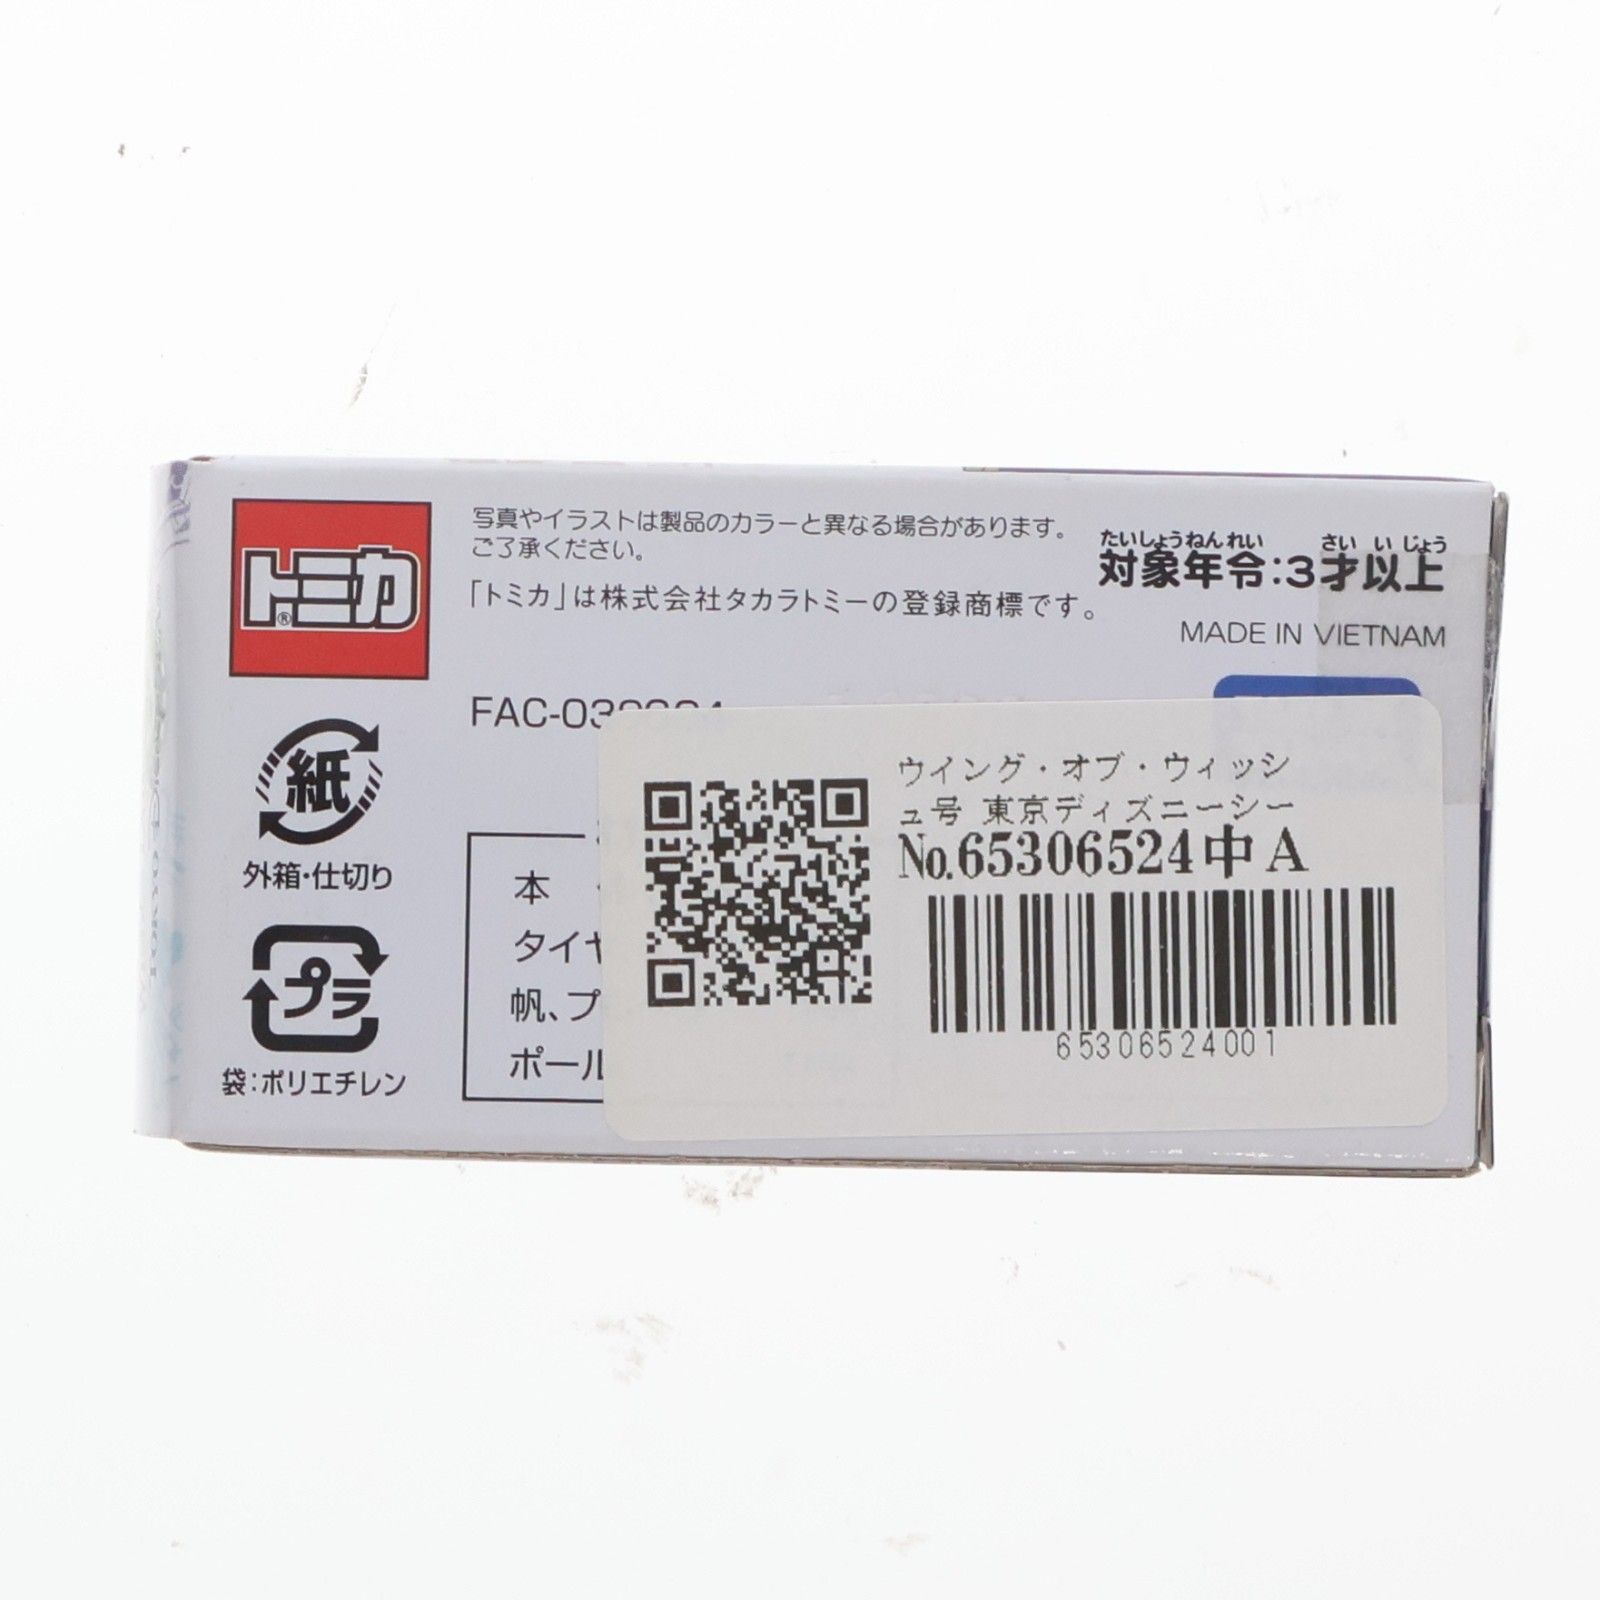 トミカ®
写真やイラストは製品のカラーと異なる場合があります。
ご了承ください。
「トミカ」は株式会社タカラトミーの登録商標です。
たいしょうねんれい さい い じょう
対象年令:3才以上
MADE IN VIETNAM
紙
外箱・仕切り
プラ
袋:ポリエチレン
本
帆、プ
ウイング・オブ・ウィッシ
ュ号 東京ディズニーシー
No.65306524中A
65306524001